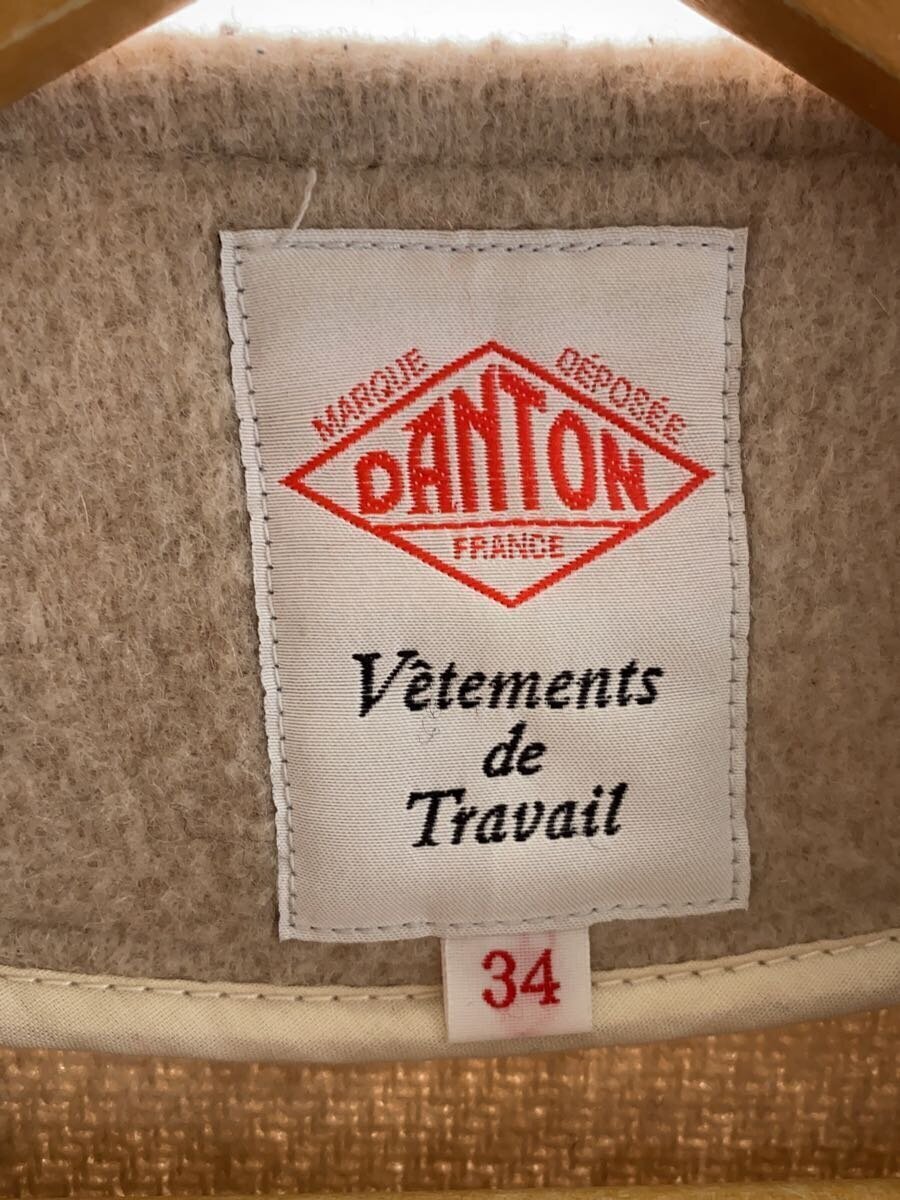 MARQUE DÉPOSÉE
DANTON
FRANCE
Vêtements
de
Travail
34